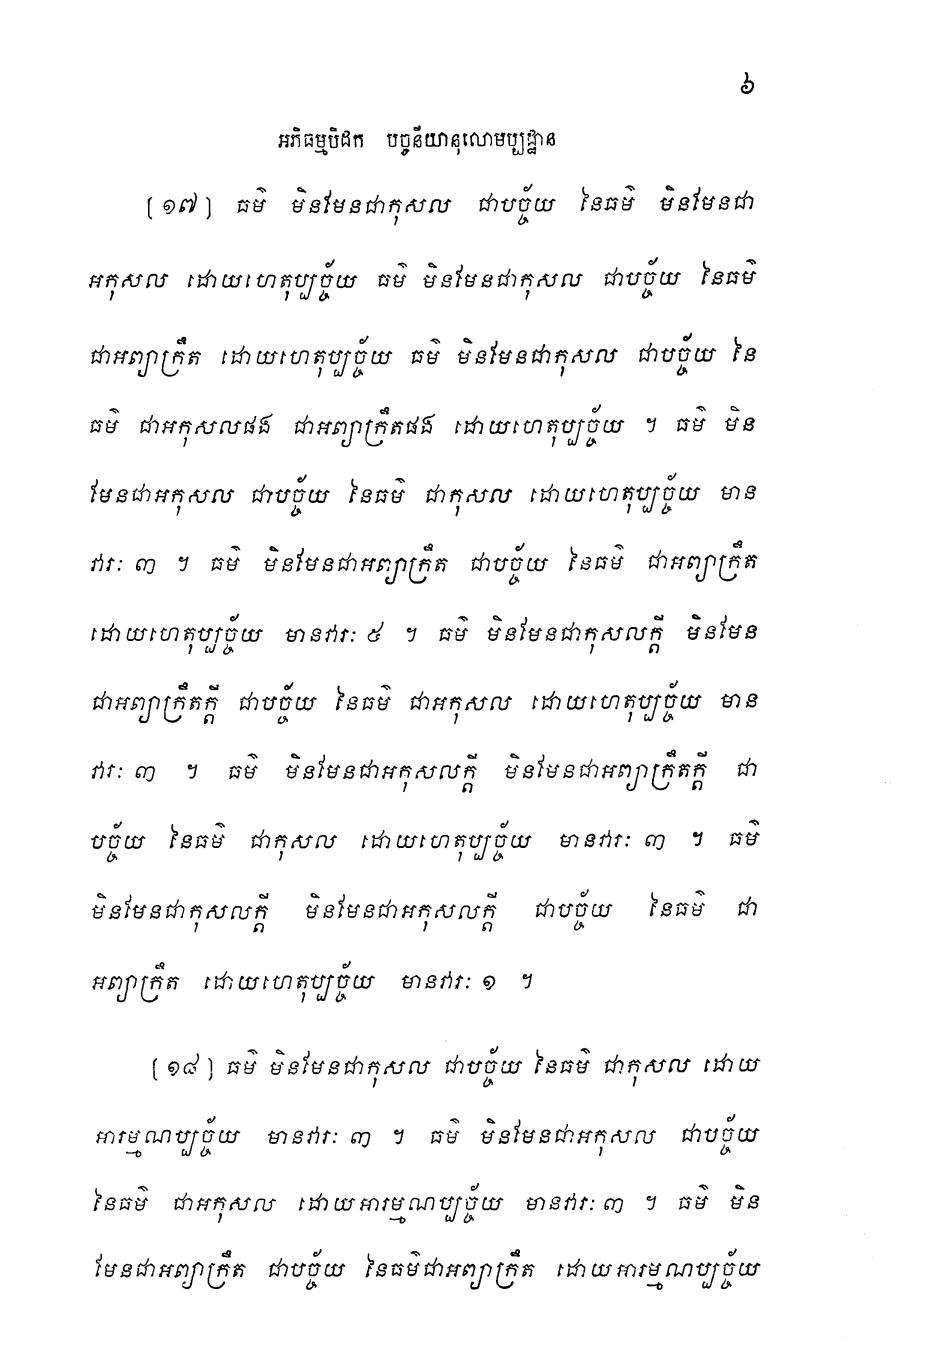 ៦
អភិធម្មបិដក បច្ចនីយានុលោមប្បដ្ឋាន
(១៧) ធម៌ មិនមែនជាកុសល ជាបច្ច័យ នៃធម៌ មិនមែនជា
អកុសល ដោយហេតុប្បច្ច័យ ធម៌ មិនមែនជាកុសល ជាបច្ច័យ នៃធម៌
ជាអព្យាក្រឹត ដោយហេតុប្បច្ច័យ ធម៌ មិនមែនជាកុសល ជាបច្ច័យ នៃ
ធម៌ ជាអកុសលផង ជាអព្យាក្រឹតផង ដោយហេតុប្បច្ច័យ ។ ធម៌ មិន
មែនជាអកុសល ជាបច្ច័យ នៃធម៌ ជាកុសល ដោយហេតុប្បច្ច័យ មាន
វារៈ ៣ ។ ធម៌ មិនមែនជាអព្យាក្រឹត ជាបច្ច័យ នៃធម៌ ជាអព្យាក្រឹត
ដោយហេតុប្បច្ច័យ មានវារៈ ៥ ។ ធម៌ មិនមែនជាកុសលក្តី មិនមែន
ជាអព្យាក្រឹតក្តី ជាបច្ច័យ នៃធម៌ ជាអកុសល ដោយហេតុប្បច្ច័យ មាន
វារៈ ៣ ។ ធម៌ មិនមែនជាអកុសលក្តី មិនមែនជាអព្យាក្រឹតក្តី ជា
បច្ច័យ នៃធម៌ ជាកុសល ដោយហេតុប្បច្ច័យ មានវារៈ ៣ ។ ធម៌
មិនមែនជាកុសលក្តី មិនមែនជាអកុសលក្តី ជាបច្ច័យ នៃធម៌ ជា
អព្យាក្រឹត ដោយហេតុប្បច្ច័យ មានវារៈ ១ ។
(១៨) ធម៌ មិនមែនជាកុសល ជាបច្ច័យ នៃធម៌ ជាកុសល ដោយ
អារម្មណប្បច្ច័យ មានវារៈ ៣ ។ ធម៌ មិនមែនជាអកុសល ជាបច្ច័យ
នៃធម៌ ជាអកុសល ដោយអារម្មណប្បច្ច័យ មានវារៈ ៣ ។ ធម៌ មិន
មែនជាអព្យាក្រឹត ជាបច្ច័យ នៃធម៌ជាអព្យាក្រឹត ដោយអារម្មណប្បច្ច័យ